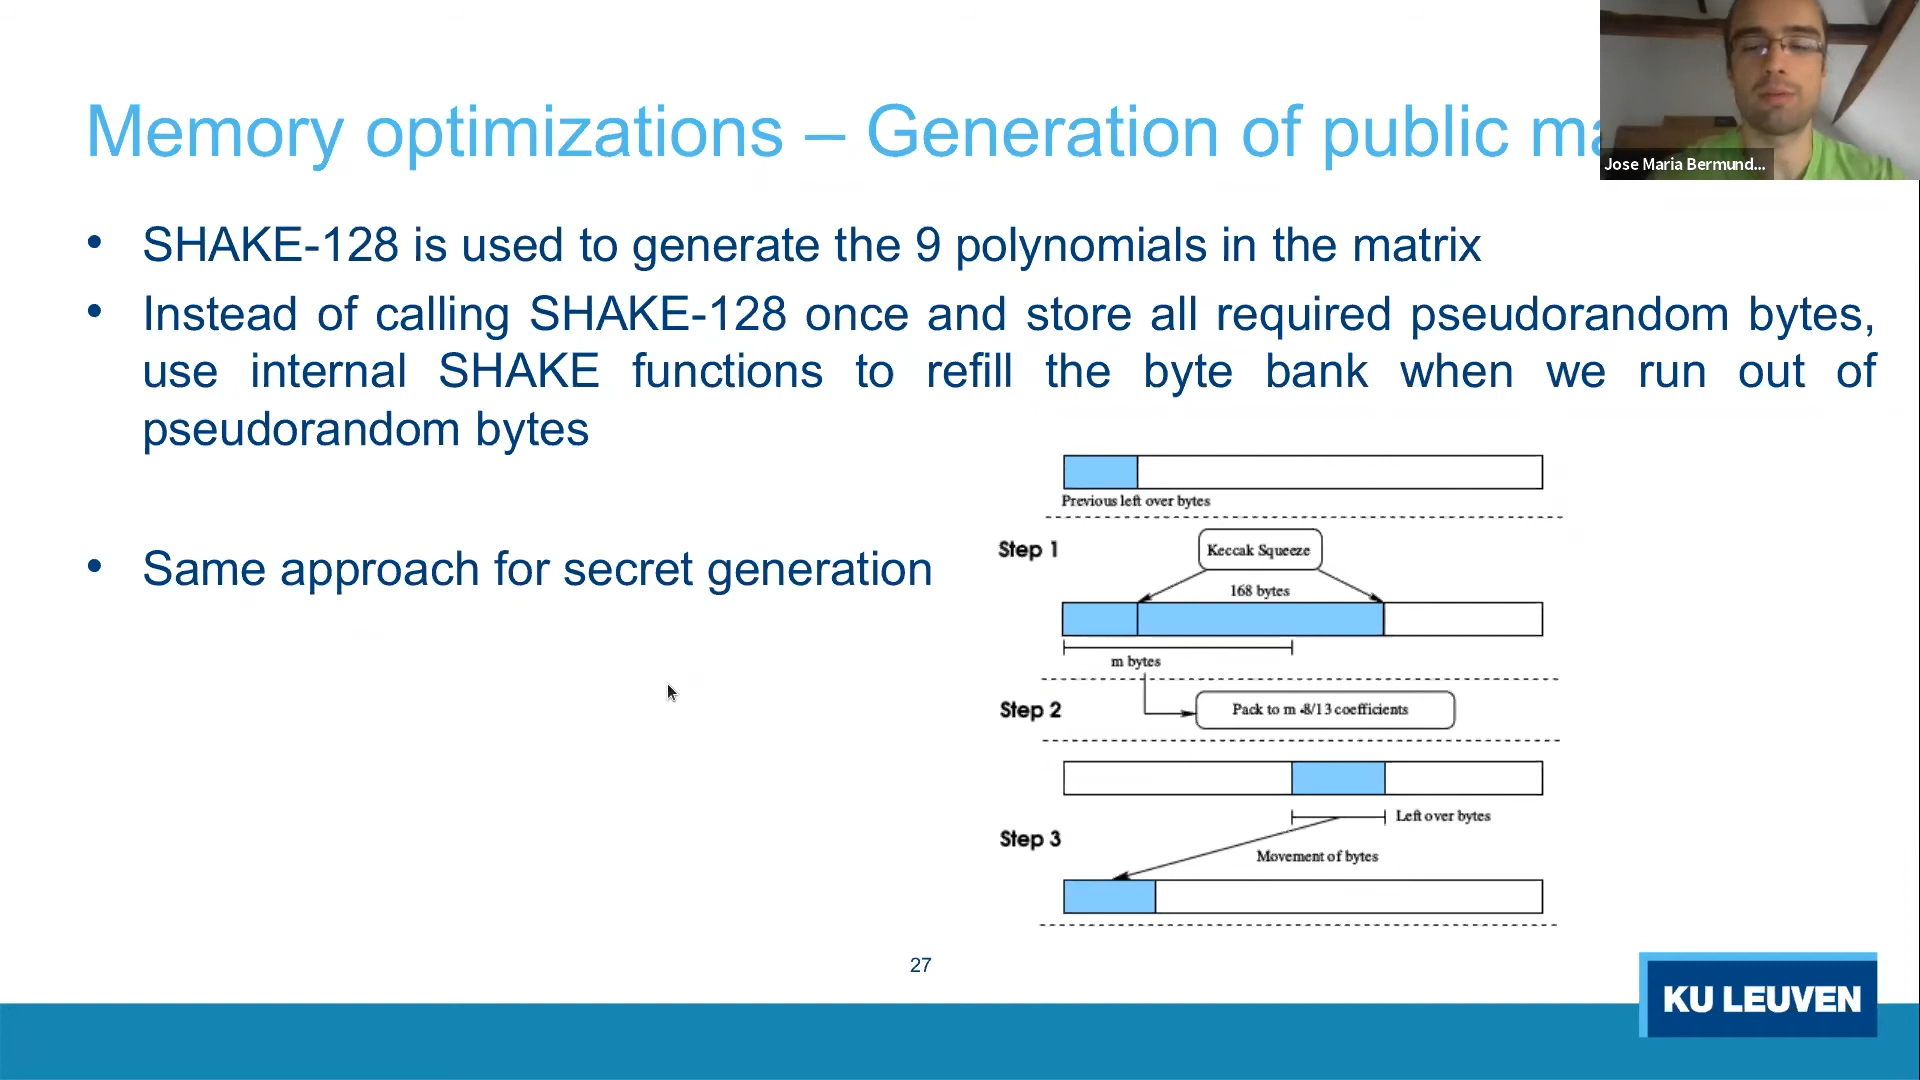 Memory optimizations – Generation of public
Jose Maria Bermund...
• SHAKE-128 is used to generate the 9 polynomials in the matrix
• Instead of calling SHAKE-128 once and store all required pseudorandom bytes,
use internal SHAKE functions to refill the byte bank when we run out of
pseudorandom bytes
• Same approach for secret generation
Previous left over bytes
Step 1
Keccak Squeeze
168 bytes
m bytes
Step 2
Pack to m •8/13 coefficients
Left over bytes
Step 3
Movement of bytes
27
KU LEUVEN